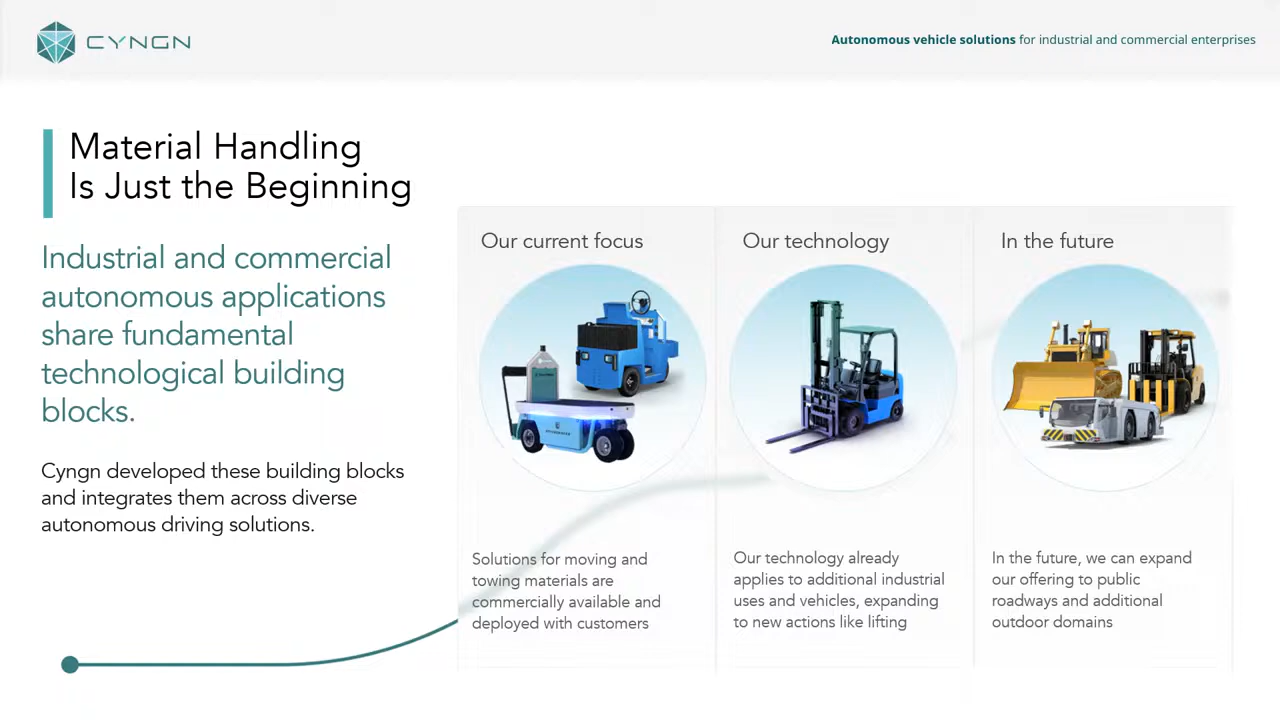 CYNGN
Autonomous vehicle solutions for industrial and commercial enterprises
Material Handling
Is Just the Beginning
Industrial and commercial
autonomous applications
share fundamental
technological building
blocks.
Cyngn developed these building blocks
and integrates them across diverse
autonomous driving solutions.
Our current focus
Solutions for moving and
towing materials are
commercially available and
deployed with customers
Our technology
Our technology already
applies to additional industrial
uses and vehicles, expanding
to new actions like lifting
In the future
In the future, we can expand
our offering to public
roadways and additional
outdoor domains